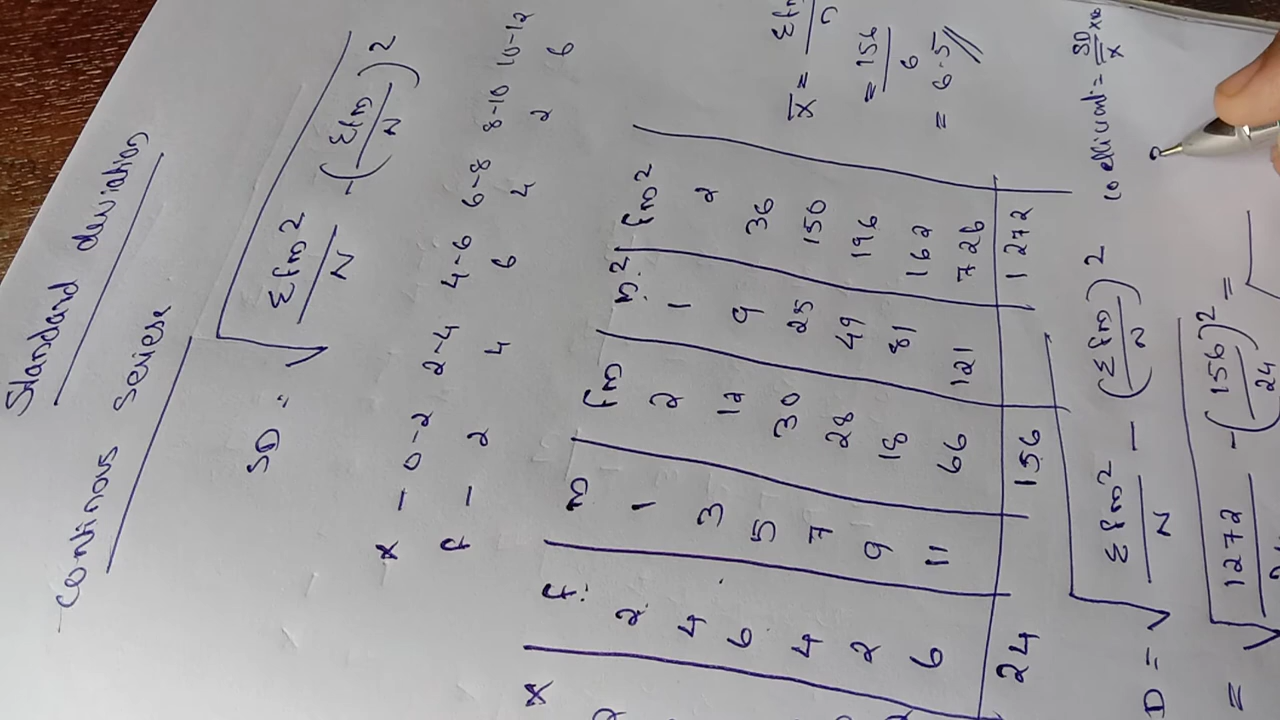 Standard deviation
continous seriese
SD = √ Σfm² / N - (Σfm / N)²
x - 0-2 2-4 4-6 6-8 8-10 10-12
f - 2 4 6 4 2 6
x f m fm m² fm²
2 1 2 1 2
4 3 12 9 36
6 5 30 25 150
4 7 28 49 196
2 9 18 81 162
6 11 66 121 726
24 156 1272
x̄ = Σfm / n
= 156 / 6
= 6.5 //
D = √ Σfm² / N - (Σfm / N)²
= √ 1272 / - (156 / 24)² = √
SD / x